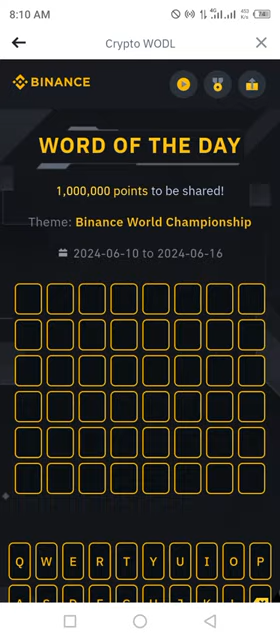 8:10 AM
4G
Crypto WODL
BINANCE
WORD OF THE DAY
1,000,000 points to be shared!
Theme: Binance World Championship
2024-06-10 to 2024-06-16
Q W E R T Y U I O P